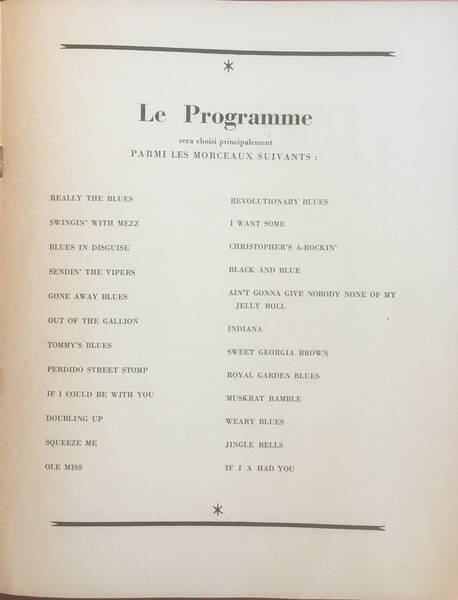 Le Programme
sera choisi principalement
PARMI LES MORCEAUX SUIVANTS :
REALLY THE BLUES
SWINGIN' WITH MEZZ
BLUES IN DISGUISE
SENDIN' THE VIPERS
GONE AWAY BLUES
OUT OF THE GALLION
TOMMY'S BLUES
PERDIDO STREET STOMP
IF I COULD BE WITH YOU
DOUBLING UP
SQUEEZE ME
OLE MISS
REVOLUTIONARY BLUES
I WANT SOME
CHRISTOPHER'S A-ROCKIN'
BLACK AND BLUE
AIN'T GONNA GIVE NOBODY NONE OF MY
JELLY ROLL
INDIANA
SWEET GEORGIA BROWN
ROYAL GARDEN BLUES
MUSKRAT RAMBLE
WEARY BLUES
JINGLE BELLS
IF I A HAD YOU